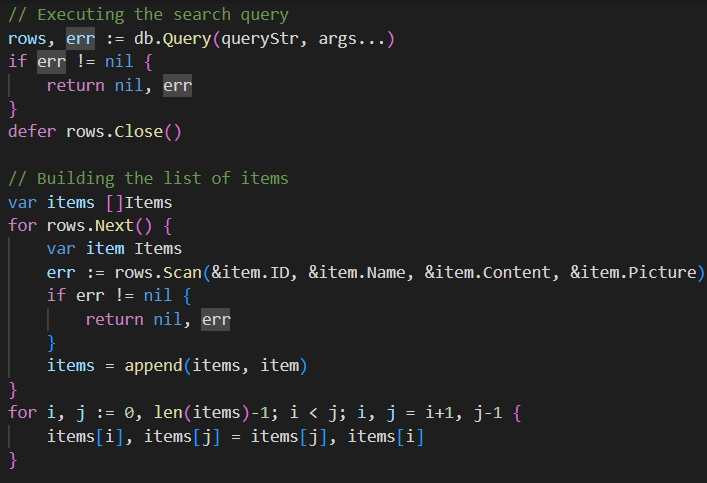 // Executing the search query
rows, err := db.Query(queryStr, args...)
if err != nil {
    return nil, err
}
defer rows.Close()

// Building the list of items
var items []Items
for rows.Next() {
    var item Items
    err := rows.Scan(&item.ID, &item.Name, &item.Content, &item.Picture)
    if err != nil {
        return nil, err
    }
    items = append(items, item)
}
for i, j := 0, len(items)-1; i < j; i, j = i+1, j-1 {
    items[i], items[j] = items[j], items[i]
}